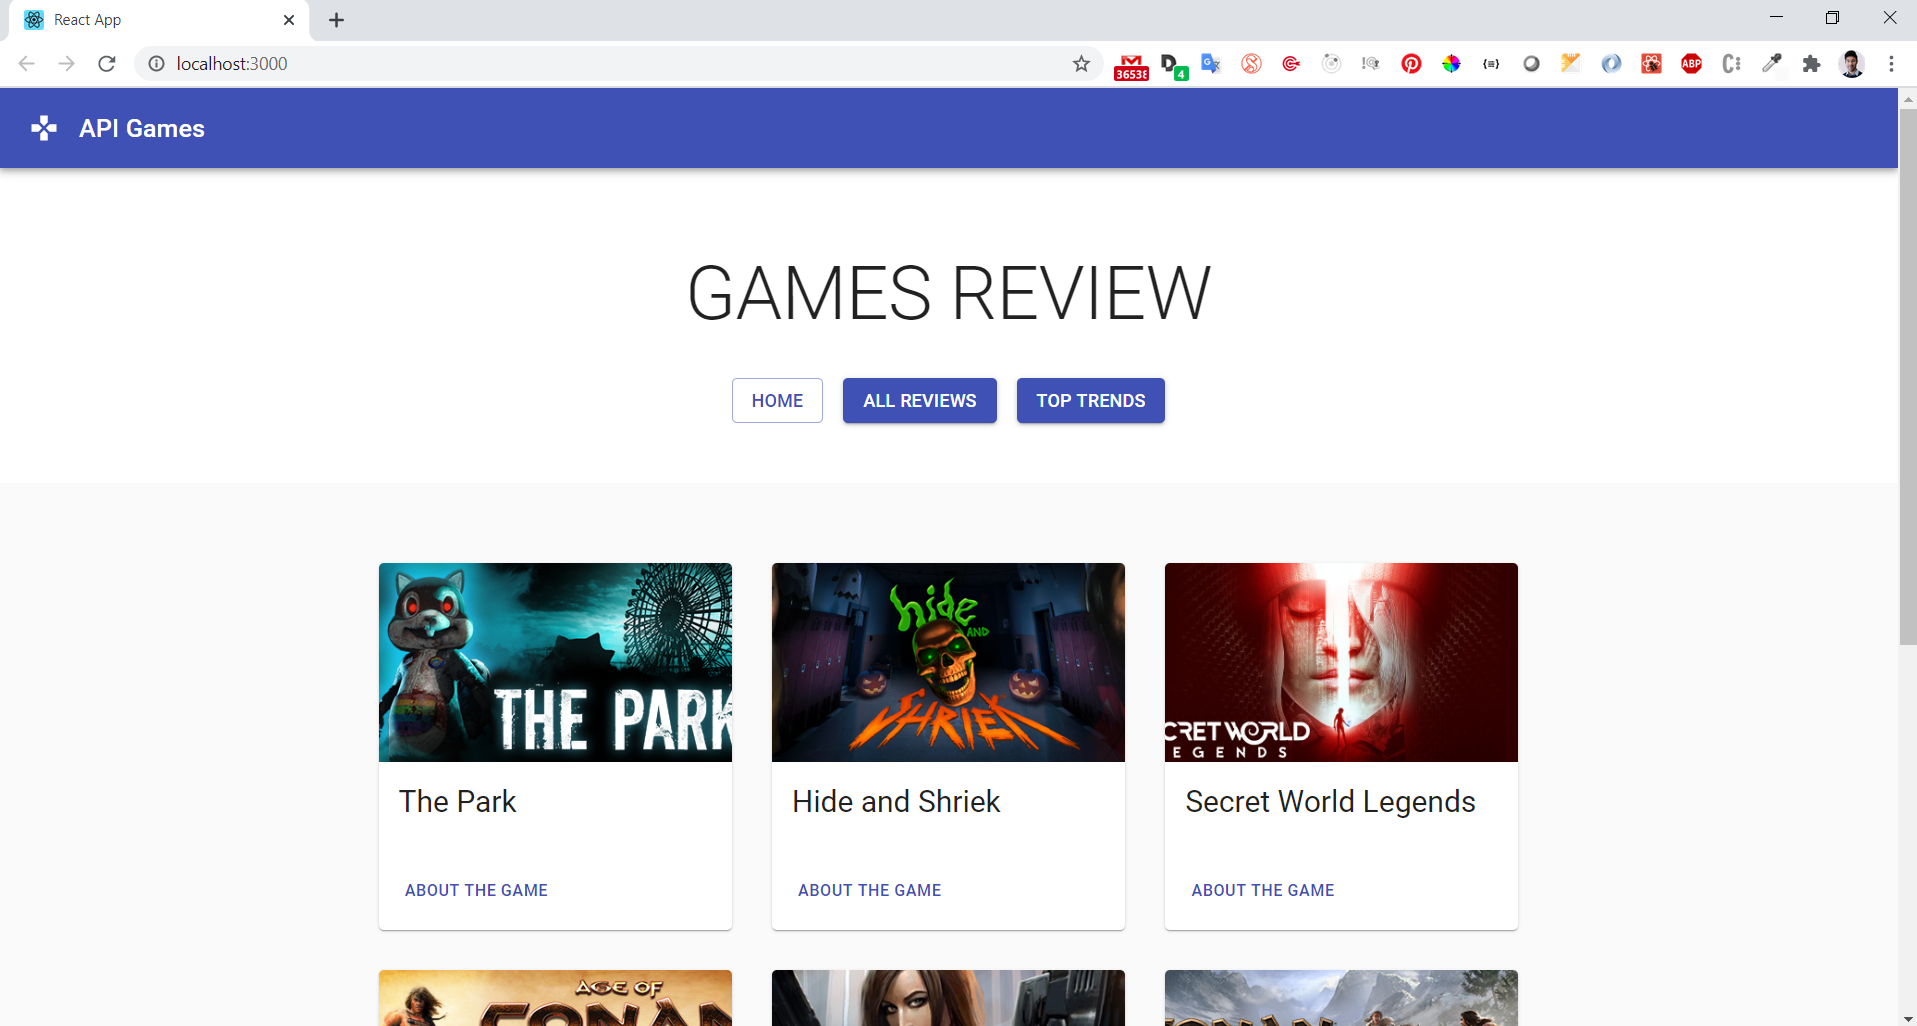 React App
localhost:3000
36538
4
ABP
API Games
GAMES REVIEW
HOME
ALL REVIEWS
TOP TRENDS
THE PARK
hide
AND
SHRIEK
CRET WORLD
EGENDS
The Park
Hide and Shriek
Secret World Legends
ABOUT THE GAME
ABOUT THE GAME
ABOUT THE GAME
AGE OF
CONAN